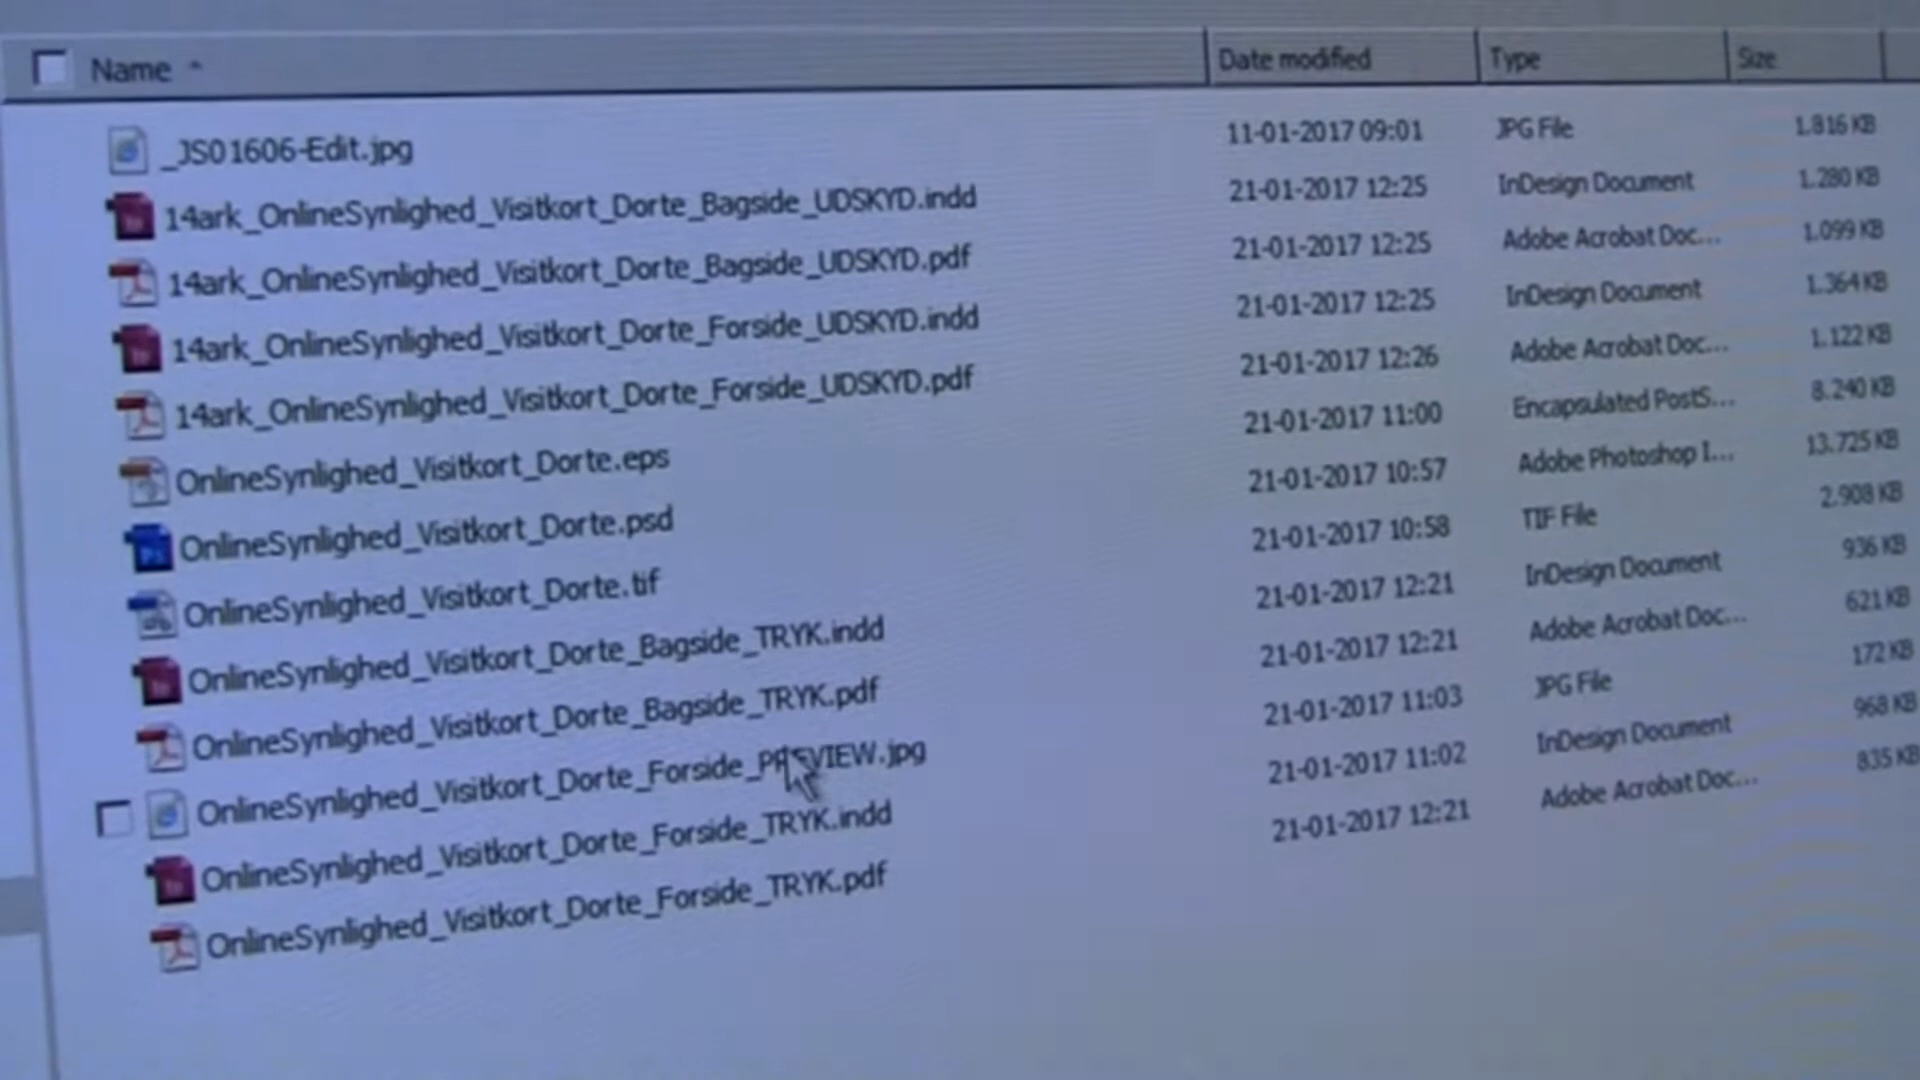 Name Date modified Type Size
_JS01606-Edit.jpg 11-01-2017 09:01 JPG File 1.816 KB
14ark_OnlineSynlighed_Visitkort_Dorte_Bagside_UDSKYD.indd 21-01-2017 12:25 InDesign Document 1.280 KB
14ark_OnlineSynlighed_Visitkort_Dorte_Bagside_UDSKYD.pdf 21-01-2017 12:25 Adobe Acrobat Doc... 1.099 KB
14ark_OnlineSynlighed_Visitkort_Dorte_Forside_UDSKYD.indd 21-01-2017 12:25 InDesign Document 1.364 KB
14ark_OnlineSynlighed_Visitkort_Dorte_Forside_UDSKYD.pdf 21-01-2017 12:26 Adobe Acrobat Doc... 1.122 KB
OnlineSynlighed_Visitkort_Dorte.eps 21-01-2017 11:00 Encapsulated PostS... 8.240 KB
OnlineSynlighed_Visitkort_Dorte.psd 21-01-2017 10:57 Adobe Photoshop I... 13.725 KB
OnlineSynlighed_Visitkort_Dorte.tif 21-01-2017 10:58 TIF File 2.908 KB
OnlineSynlighed_Visitkort_Dorte_Bagside_TRYK.indd 21-01-2017 12:21 InDesign Document 936 KB
OnlineSynlighed_Visitkort_Dorte_Bagside_TRYK.pdf 21-01-2017 12:21 Adobe Acrobat Doc... 621 KB
OnlineSynlighed_Visitkort_Dorte_Forside_PREVIEW.jpg 21-01-2017 11:03 JPG File 172 KB
OnlineSynlighed_Visitkort_Dorte_Forside_TRYK.indd 21-01-2017 11:02 InDesign Document 968 KB
OnlineSynlighed_Visitkort_Dorte_Forside_TRYK.pdf 21-01-2017 12:21 Adobe Acrobat Doc... 835 KB